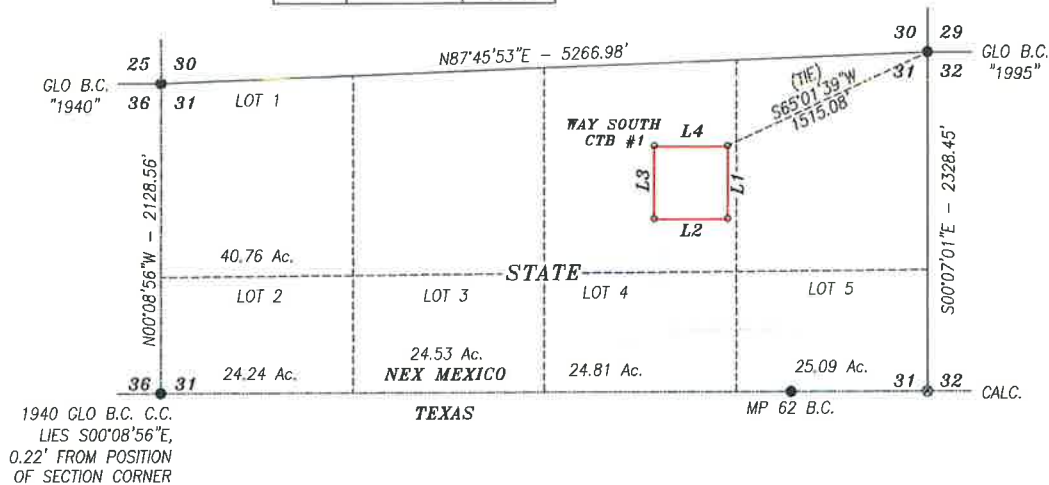 30 29
N87°45'53"E - 5266.98'
25 30
GLO B.C.
"1940"
36 31
LOT 1
GLO B.C.
"1995"
31 32
(TIE)
S65°01'39"W
1515.08'
WAY SOUTH
CTB #1
L4
L3
L1
L2
N00°08'56"W - 2128.56'
S00°07'01"E - 2328.45'
40.76 Ac.
STATE
LOT 2
LOT 3
LOT 4
LOT 5
24.24 Ac.
24.53 Ac.
24.81 Ac.
25.09 Ac.
NEX MEXICO
36 31
31 32
CALC.
TEXAS
MP 62 B.C.
1940 GLO B.C. C.C.
LIES S00°08'56"E,
0.22' FROM POSITION
OF SECTION CORNER